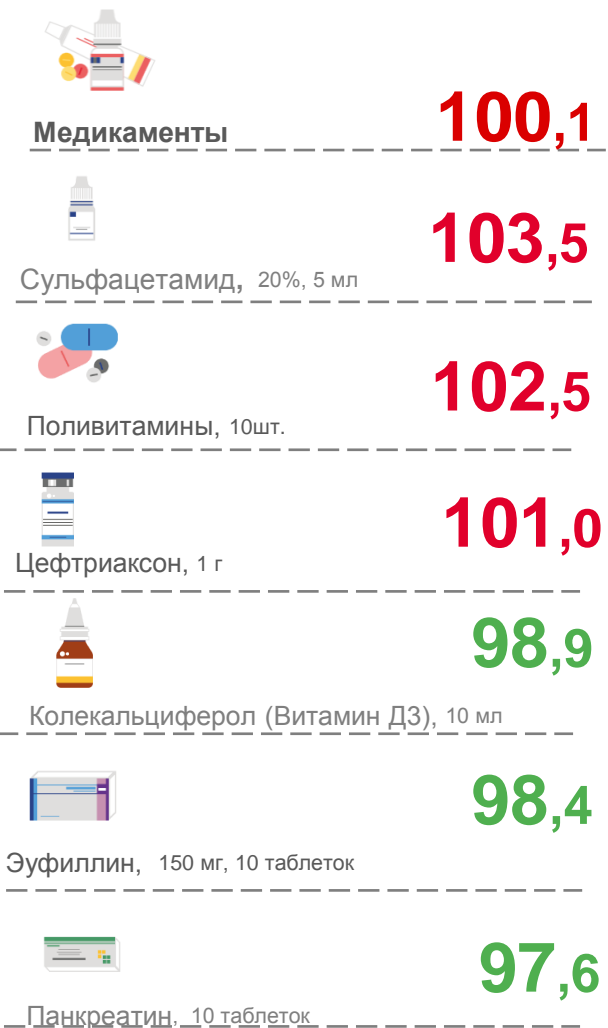 Медикаменты 100,1
Сульфацетамид, 20%, 5 мл 103,5
Поливитамины, 10шт. 102,5
Цефтриаксон, 1 г 101,0
Колекальциферол (Витамин Д3), 10 мл 98,9
Эуфиллин, 150 мг, 10 таблеток 98,4
Панкреатин, 10 таблеток 97,6